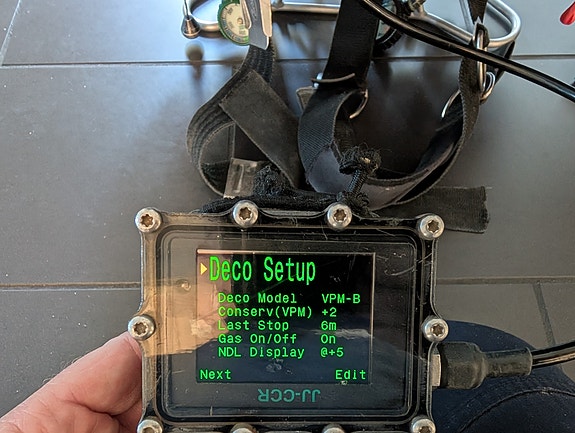 Deco Setup
Deco Model VPM-B
Conserv(VPM) +2
Last Stop 6m
Gas On/Off On
NDL Display @+5
Next Edit
JJ-CCR